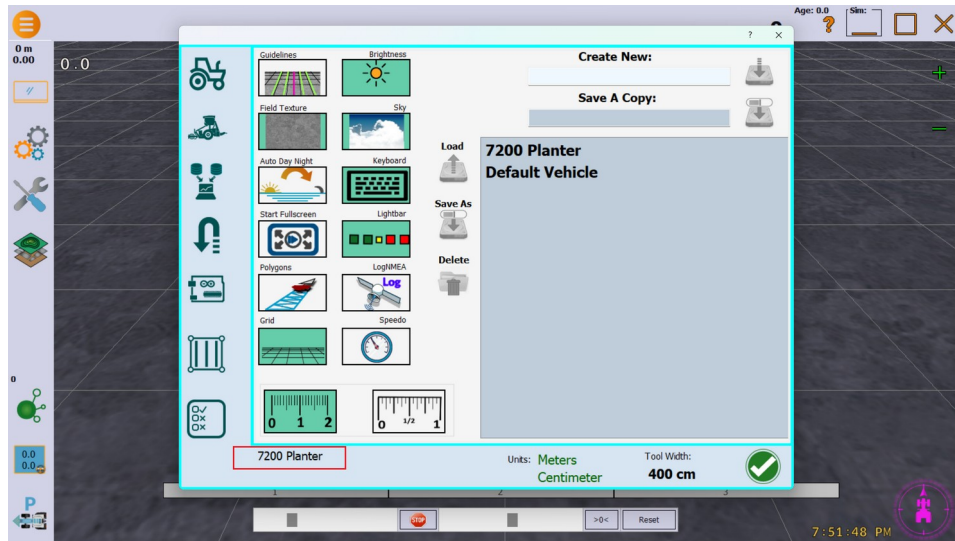 Age: 0.0
?
Sim:
0 m
0.00
0.0
? ×
Guidelines
Brightness
Field Texture
Sky
Auto Day Night
Keyboard
Start Fullscreen
Lightbar
Polygons
LogNMEA
Log
Grid
Speedo
0 1 2
0 1/2 1
Load
Save As
Delete
Create New:
Save A Copy:
7200 Planter
Default Vehicle
7200 Planter
Units: Meters
Centimeter
Tool Width:
400 cm
0
0.0
0.0
P
1 2 3
STOP
>0<
Reset
7:51:48 PM